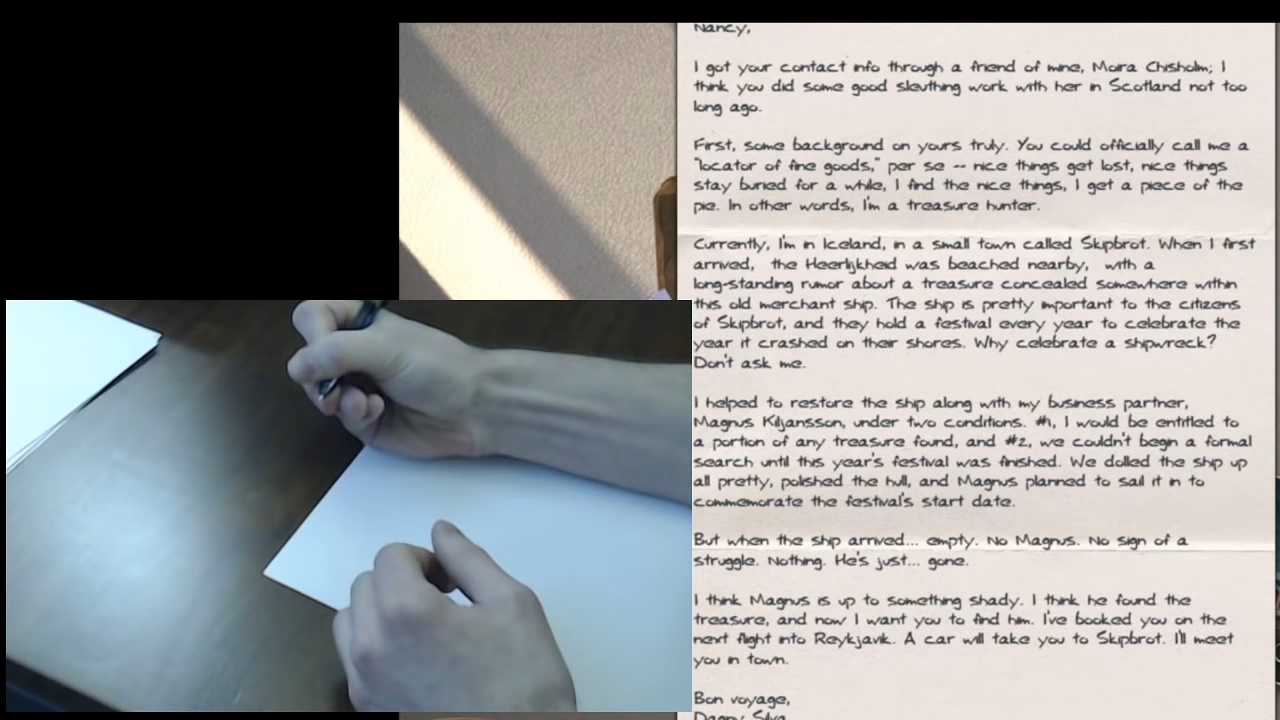 Nancy,
I got your contact info through a friend of mine, Moira Chisholm; I
think you did some good sleuthing work with her in Scotland not too
long ago.
First, some background on yours truly. You could officially call me a
"locator of fine goods," per se -- nice things get lost, nice things
stay buried for a while, I find the nice things, I get a piece of the
pie. In other words, I'm a treasure hunter.
Currently, I'm in Iceland, in a small town called Skipbrot. When I first
arrived, the Heerlijkheid was beached nearby, with a
long-standing rumor about a treasure concealed somewhere within
this old merchant ship. The ship is pretty important to the citizens
of Skipbrot, and they hold a festival every year to celebrate the
year it crashed on their shores. Why celebrate a shipwreck?
Don't ask me.
I helped to restore the ship along with my business partner,
Magnus Kiljansson, under two conditions. #1, I would be entitled to
a portion of any treasure found, and #2, we couldn't begin a formal
search until this year's festival was finished. We dolled the ship up
all pretty, polished the hull, and Magnus planned to sail it in to
commemorate the festival's start date.
But when the ship arrived... empty. No Magnus. No sign of a
struggle. Nothing. He's just... gone.
I think Magnus is up to something shady. I think he found the
treasure, and now I want you to find him. I've booked you on the
next flight into Reykjavik. A car will take you to Skipbrot. I'll meet
you in town.
Bon voyage,
Dagny Silva